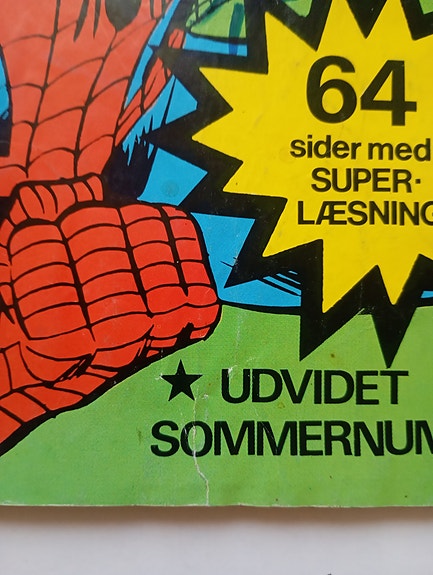 64
sider med
SUPER-
LÆSNING
★ UDVIDET
SOMMERNUM